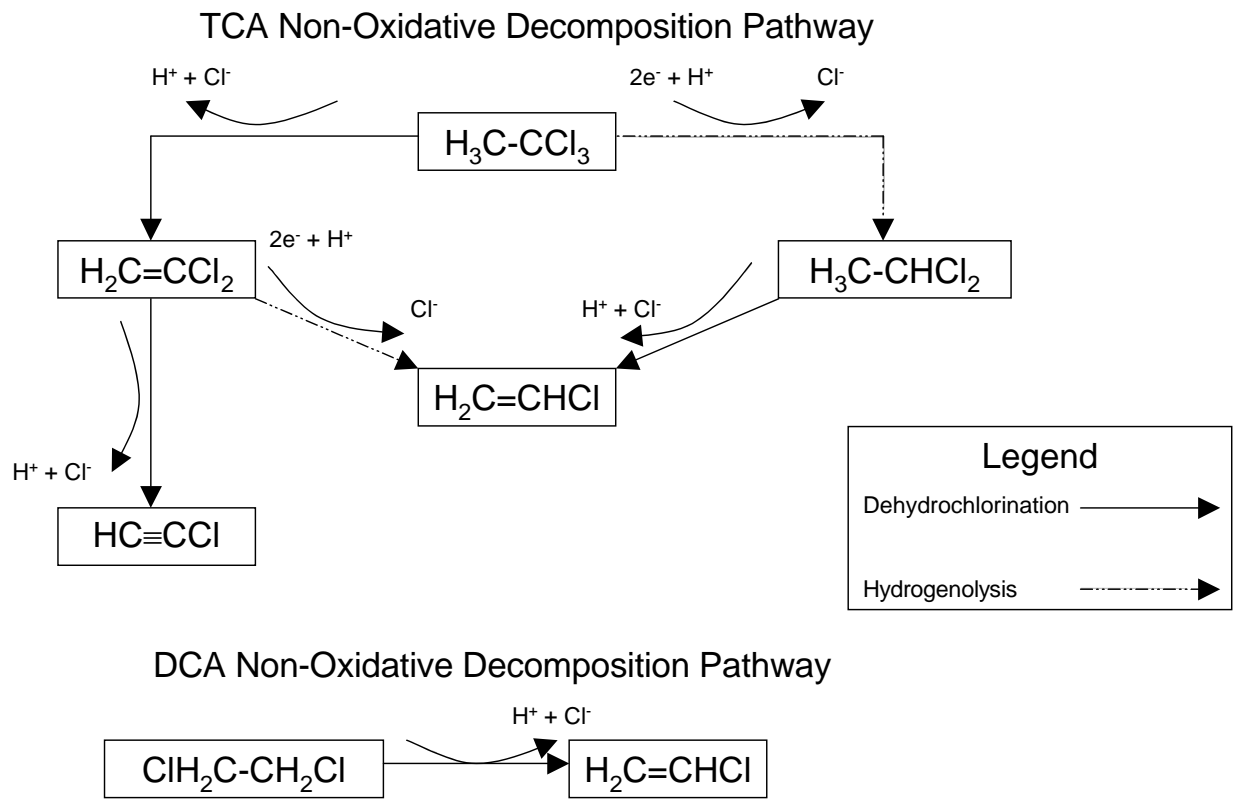 TCA Non-Oxidative Decomposition Pathway
H⁺ + Cl⁻
2e⁻ + H⁺
Cl⁻
H₃C-CCl₃
2e⁻ + H⁺
H₂C=CCl₂
H₃C-CHCl₂
Cl⁻
H⁺ + Cl⁻
H₂C=CHCl
Legend
H⁺ + Cl⁻
Dehydrochlorination
HC≡CCl
Hydrogenolysis
DCA Non-Oxidative Decomposition Pathway
H⁺ + Cl⁻
ClH₂C-CH₂Cl
H₂C=CHCl